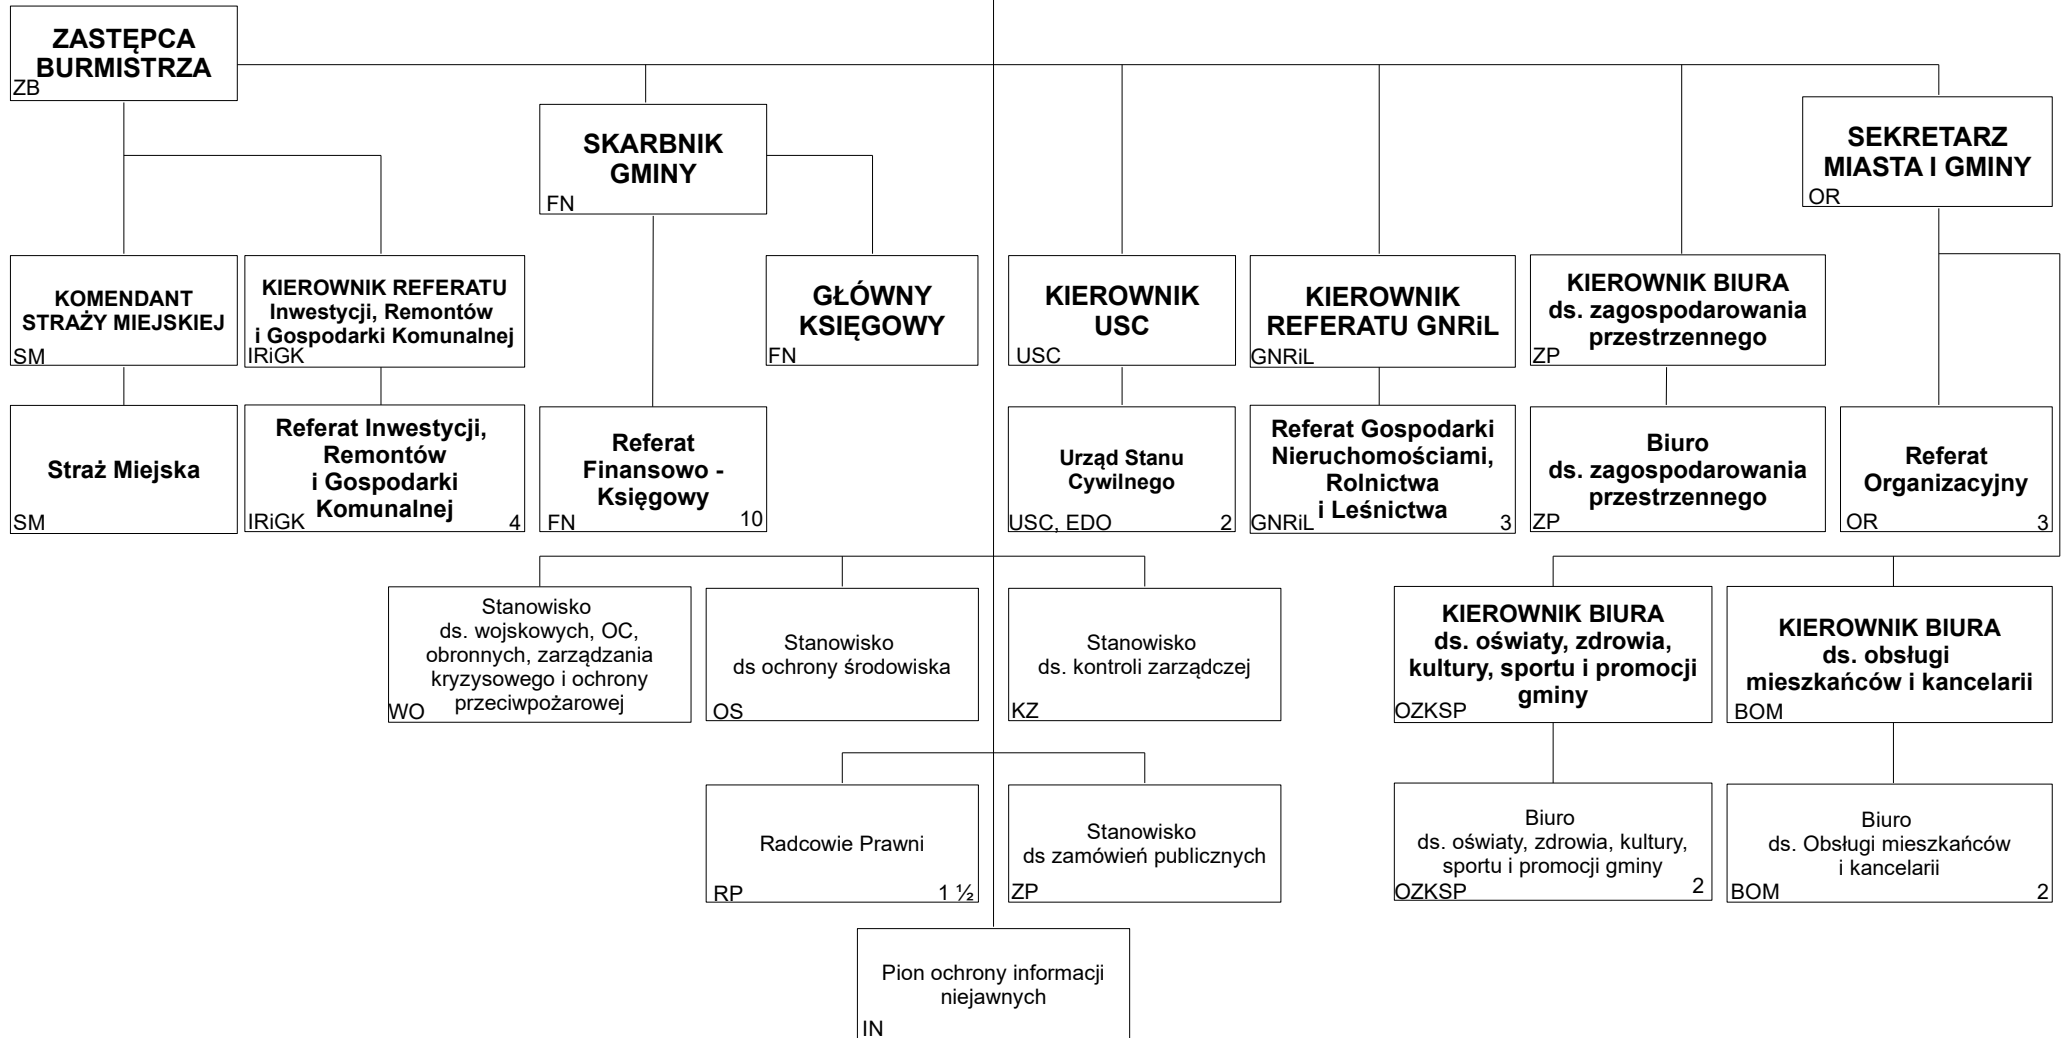 ZASTĘPCA
BURMISTRZA
ZB
SKARBNIK
GMINY
FN
SEKRETARZ
MIASTA I GMINY
OR
KOMENDANT
STRAŻY MIEJSKIEJ
SM
KIEROWNIK REFERATU
Inwestycji, Remontów
i Gospodarki Komunalnej
IRiGK
GŁÓWNY
KSIĘGOWY
FN
KIEROWNIK
USC
USC
KIEROWNIK
REFERATU GNRiL
GNRiL
KIEROWNIK BIURA
ds. zagospodarowania
przestrzennego
ZP
Straż Miejska
SM
Referat Inwestycji,
Remontów
i Gospodarki
Komunalnej
IRiGK 4
Referat
Finansowo -
Księgowy
FN 10
Urząd Stanu
Cywilnego
USC, EDO 2
Referat Gospodarki
Nieruchomościami,
Rolnictwa
i Leśnictwa
GNRiL 3
Biuro
ds. zagospodarowania
przestrzennego
ZP
Referat
Organizacyjny
OR 3
Stanowisko
ds. wojskowych, OC,
obronnych, zarządzania
kryzysowego i ochrony
przeciwpożarowej
WO
Stanowisko
ds ochrony środowiska
OS
Stanowisko
ds. kontroli zarządczej
KZ
KIEROWNIK BIURA
ds. oświaty, zdrowia,
kultury, sportu i promocji
gminy
OZKSP
KIEROWNIK BIURA
ds. obsługi
mieszkańców i kancelarii
BOM
Radcowie Prawni
RP 1 ½
Stanowisko
ds zamówień publicznych
ZP
Biuro
ds. oświaty, zdrowia, kultury,
sportu i promocji gminy
OZKSP 2
Biuro
ds. Obsługi mieszkańców
i kancelarii
BOM 2
Pion ochrony informacji
niejawnych
IN